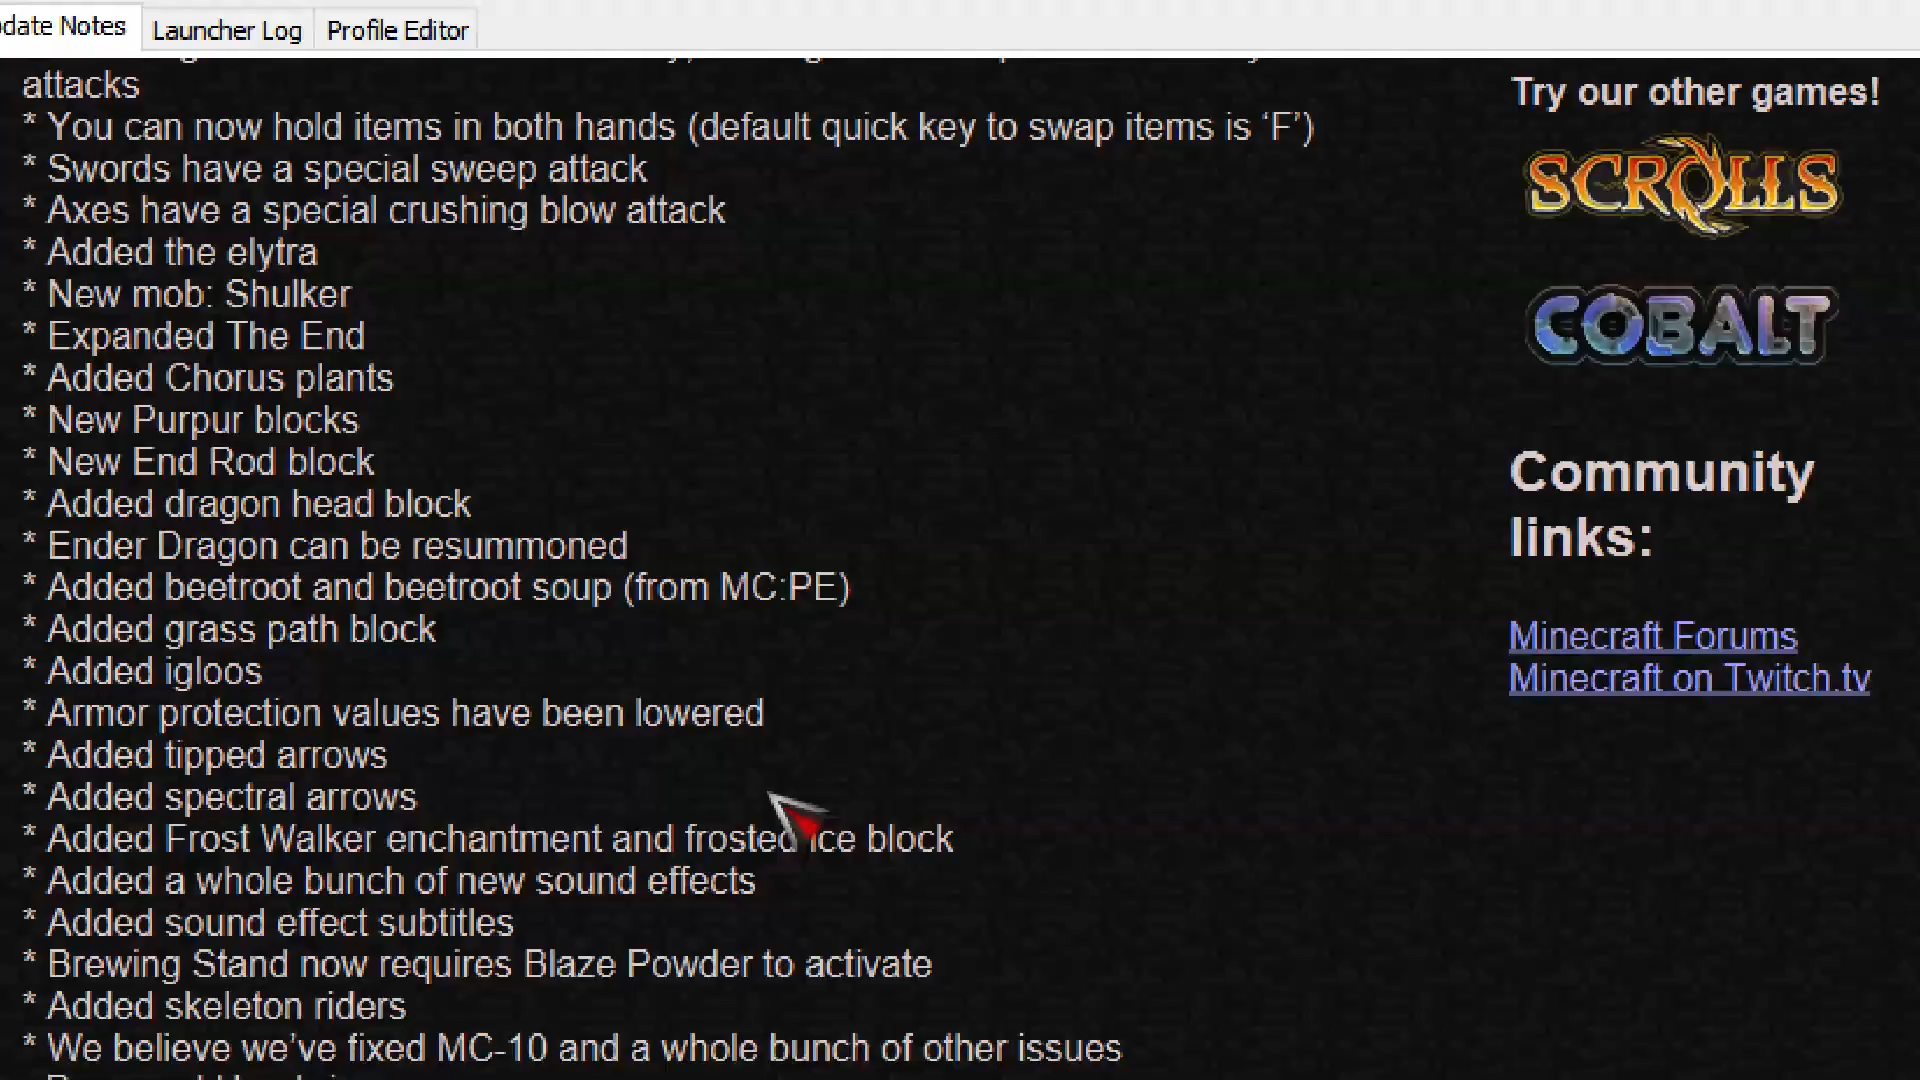 date Notes
Launcher Log
Profile Editor
attacks
* You can now hold items in both hands (default quick key to swap items is ‘F’)
* Swords have a special sweep attack
* Axes have a special crushing blow attack
* Added the elytra
* New mob: Shulker
* Expanded The End
* Added Chorus plants
* New Purpur blocks
* New End Rod block
* Added dragon head block
* Ender Dragon can be resummoned
* Added beetroot and beetroot soup (from MC:PE)
* Added grass path block
* Added igloos
* Armor protection values have been lowered
* Added tipped arrows
* Added spectral arrows
* Added Frost Walker enchantment and frosted ice block
* Added a whole bunch of new sound effects
* Added sound effect subtitles
* Brewing Stand now requires Blaze Powder to activate
* Added skeleton riders
* We believe we’ve fixed MC-10 and a whole bunch of other issues
Try our other games!
SCROLLS
COBALT
Community
links:
Minecraft Forums
Minecraft on Twitch.tv